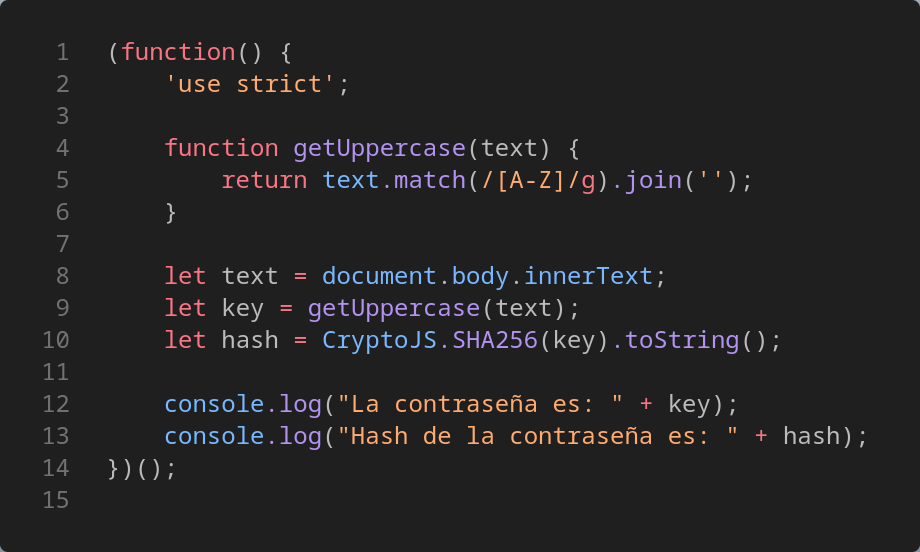 1 (function() {
2     'use strict';
3
4     function getUppercase(text) {
5         return text.match(/[A-Z]/g).join('');
6     }
7
8     let text = document.body.innerText;
9     let key = getUppercase(text);
10     let hash = CryptoJS.SHA256(key).toString();
11
12     console.log("La contraseña es: " + key);
13     console.log("Hash de la contraseña es: " + hash);
14 })();
15